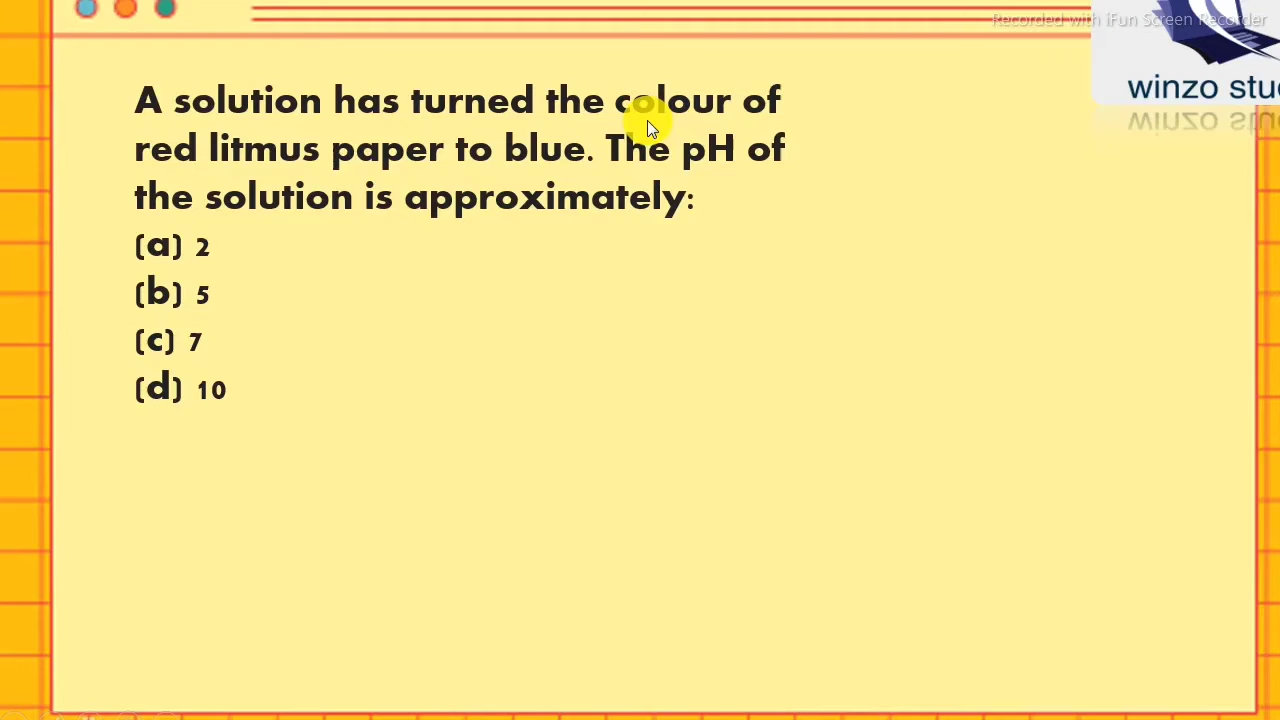 Recorded with iFun Screen Recorder
winzo stu
A solution has turned the colour of
red litmus paper to blue. The pH of
the solution is approximately:
(a) 2
(b) 5
(c) 7
(d) 10